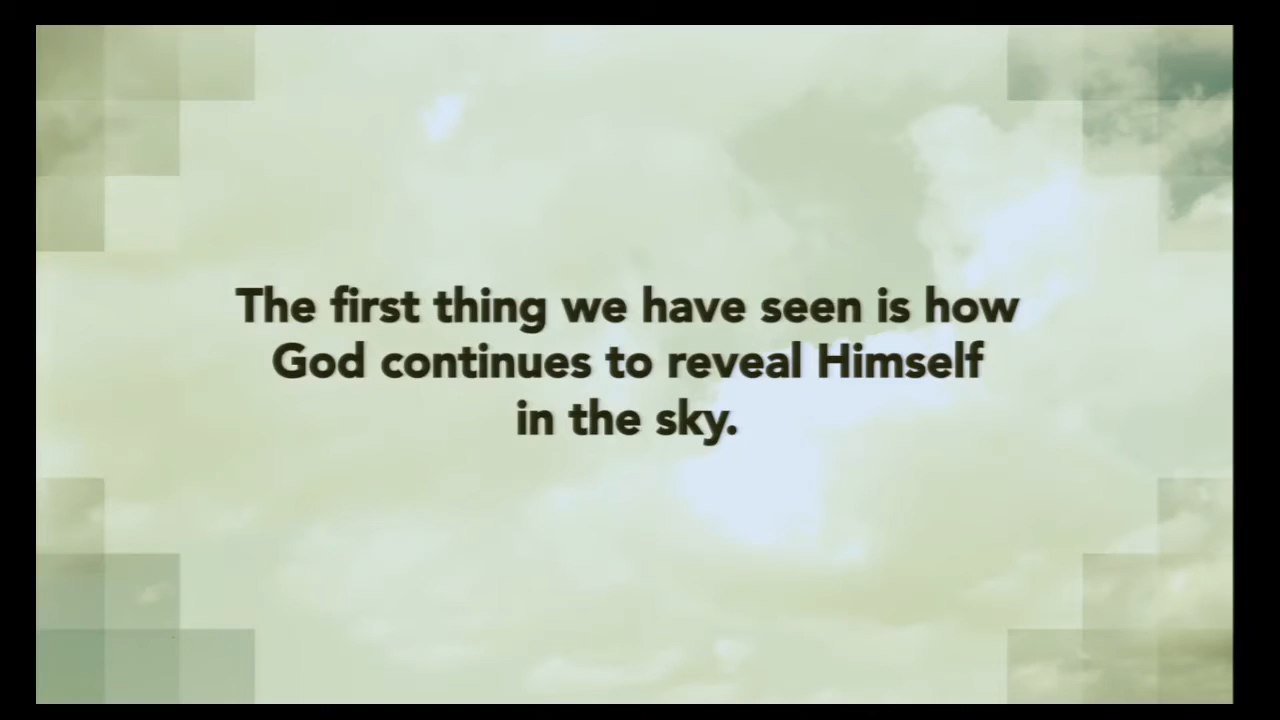 The first thing we have seen is how
God continues to reveal Himself
in the sky.